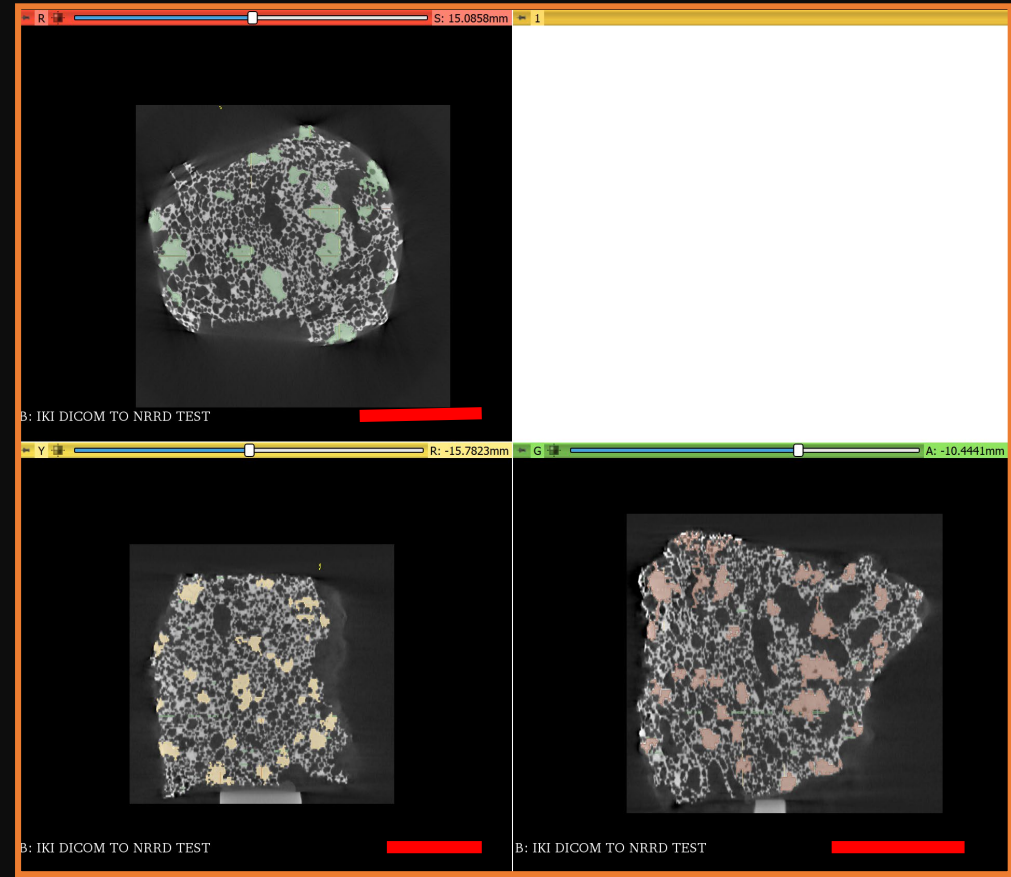 R S: 15.0858mm
1
B: IKI DICOM TO NRRD TEST
Y R: -15.7823mm
G A: -10.4441mm
B: IKI DICOM TO NRRD TEST
B: IKI DICOM TO NRRD TEST